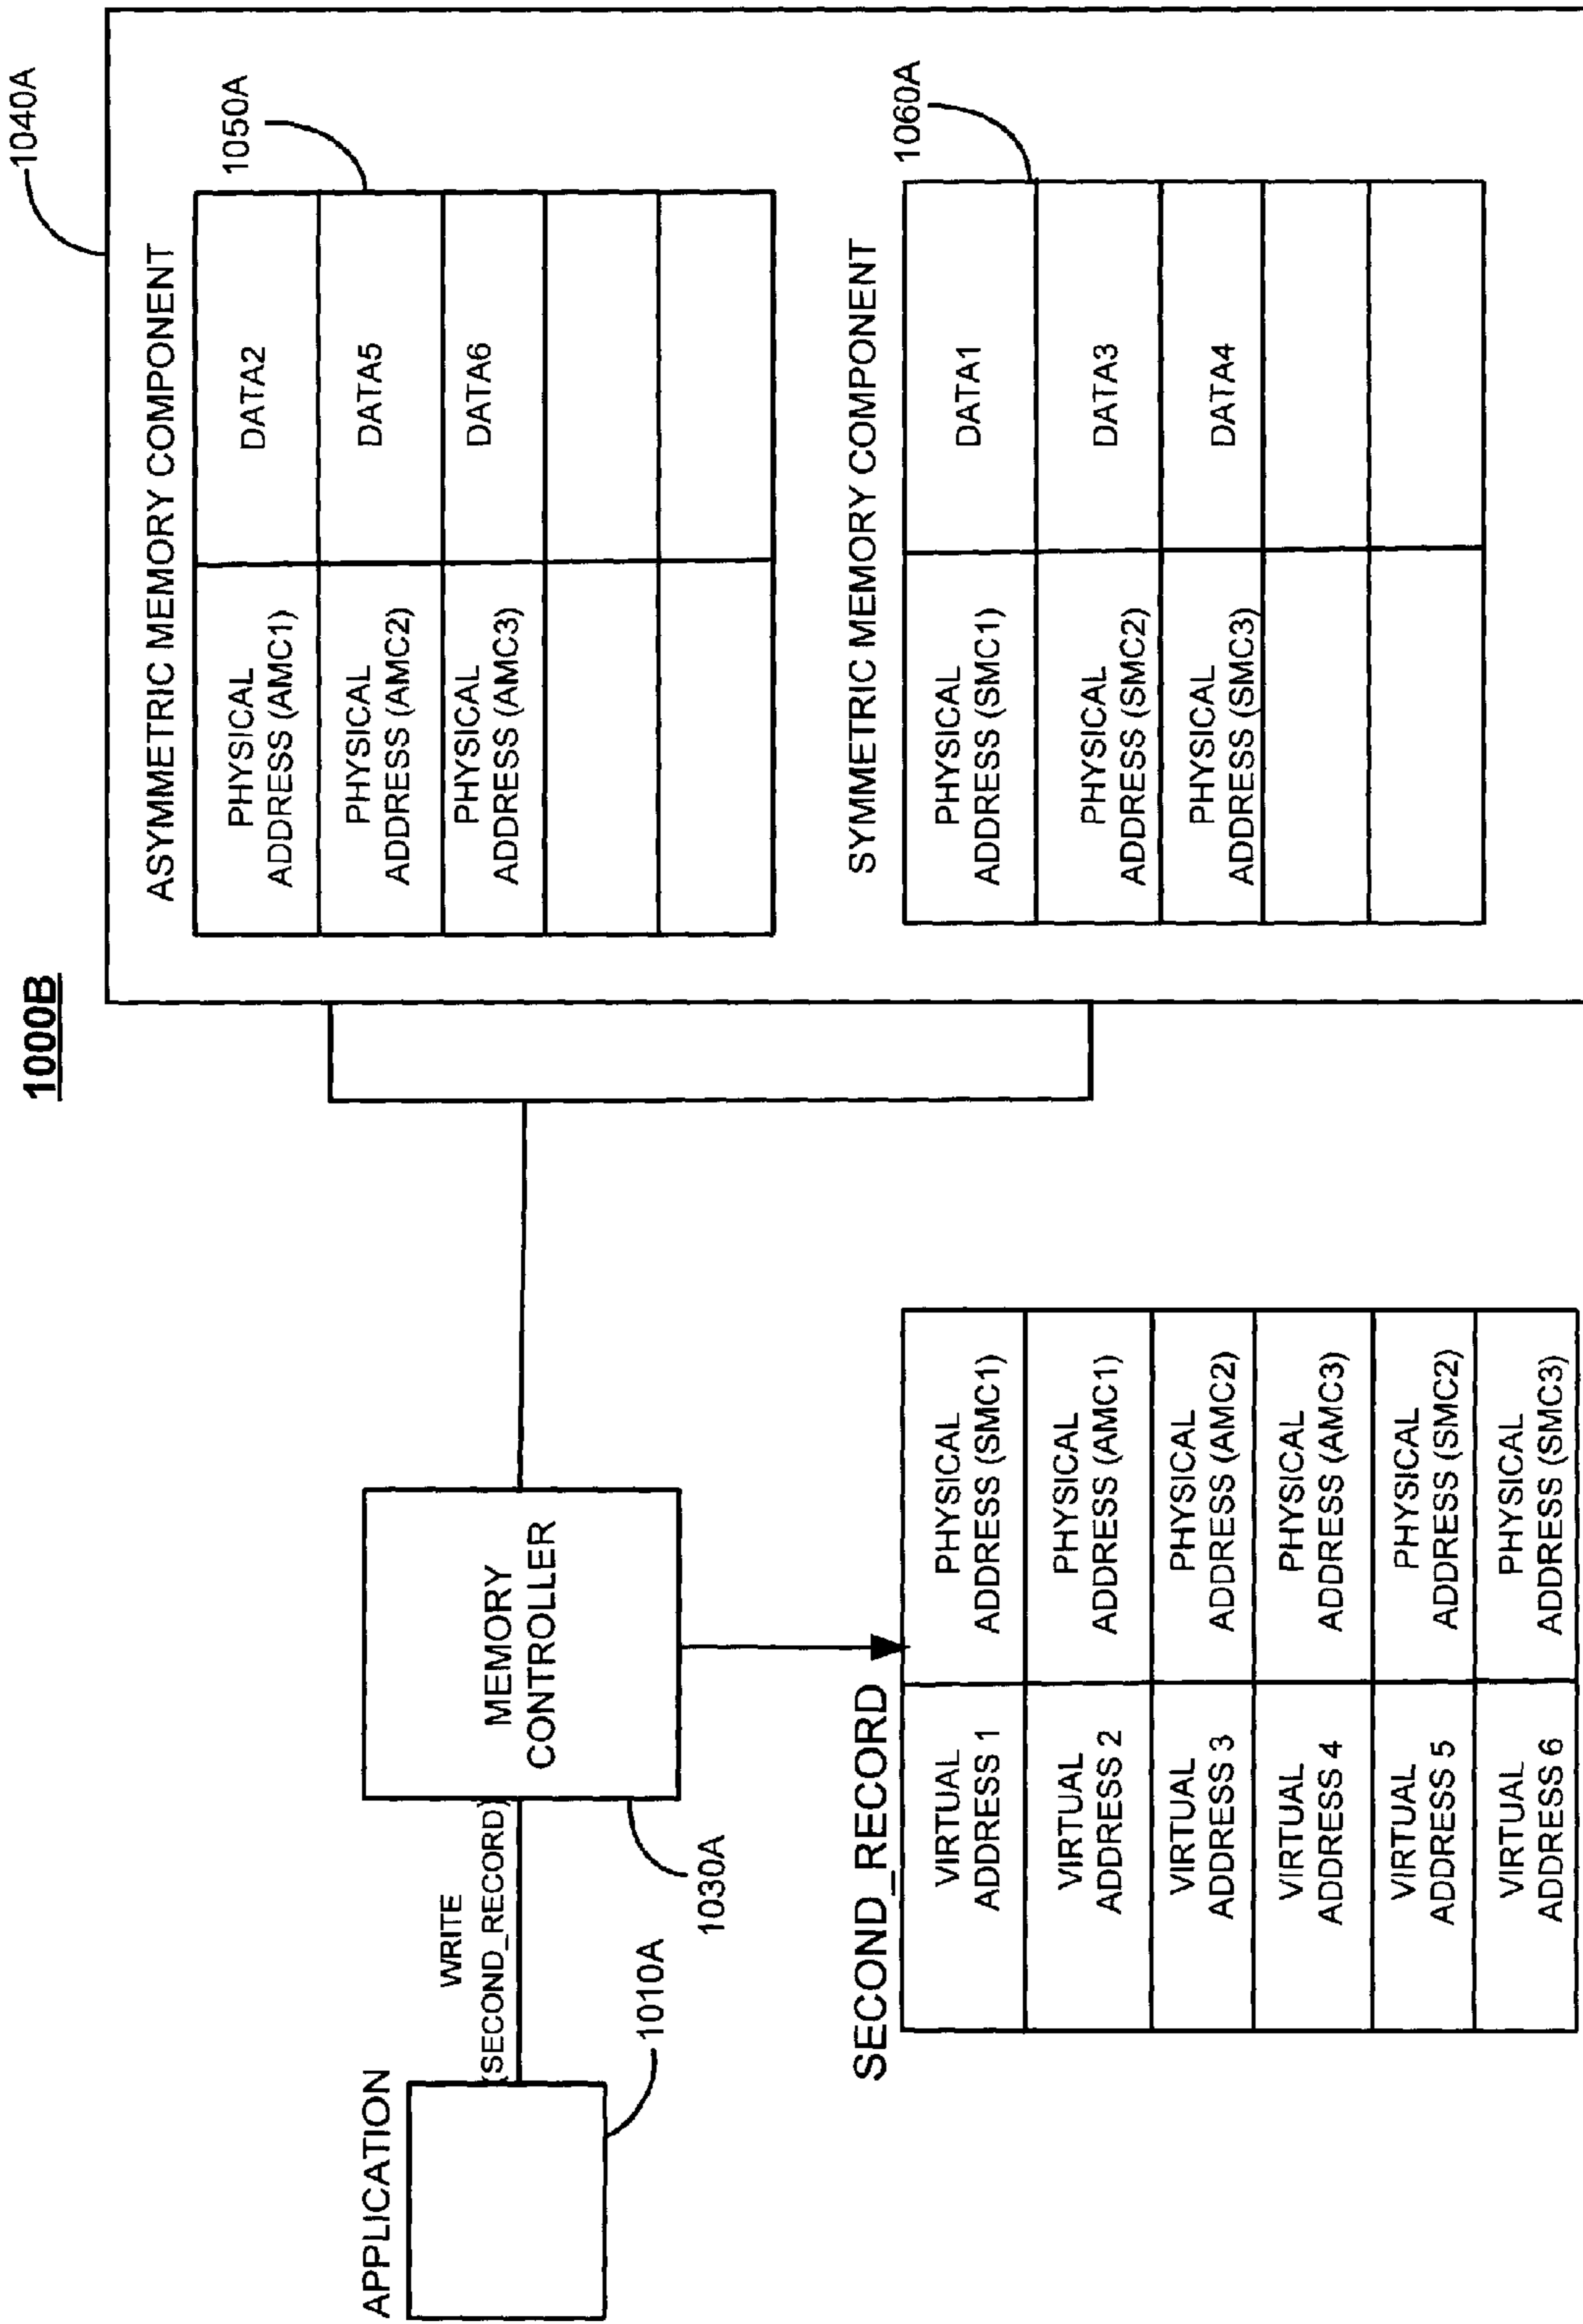 1000B
APPLICATION
1010A
WRITE
(SECOND_RECORD)
MEMORY
CONTROLLER
1030A
SECOND_RECORD
VIRTUAL
ADDRESS 1
PHYSICAL
ADDRESS (SMC1)
VIRTUAL
ADDRESS 2
PHYSICAL
ADDRESS (AMC1)
VIRTUAL
ADDRESS 3
PHYSICAL
ADDRESS (AMC2)
VIRTUAL
ADDRESS 4
PHYSICAL
ADDRESS (AMC3)
VIRTUAL
ADDRESS 5
PHYSICAL
ADDRESS (SMC2)
VIRTUAL
ADDRESS 6
PHYSICAL
ADDRESS (SMC3)
1040A
ASYMMETRIC MEMORY COMPONENT
1050A
PHYSICAL
ADDRESS (AMC1)
DATA2
PHYSICAL
ADDRESS (AMC2)
DATA5
PHYSICAL
ADDRESS (AMC3)
DATA6
SYMMETRIC MEMORY COMPONENT
1060A
PHYSICAL
ADDRESS (SMC1)
DATA1
PHYSICAL
ADDRESS (SMC2)
DATA3
PHYSICAL
ADDRESS (SMC3)
DATA4